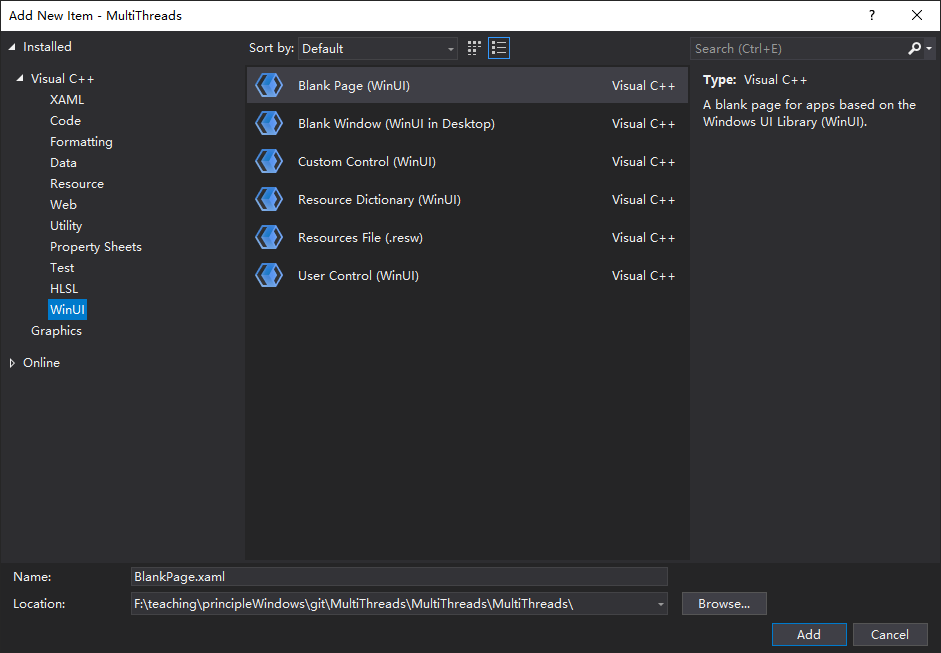 Add New Item - MultiThreads
?
Installed
Sort by: Default
Search (Ctrl+E)
Visual C++
XAML
Code
Formatting
Data
Resource
Web
Utility
Property Sheets
Test
HLSL
WinUI
Graphics
Online
Blank Page (WinUI) Visual C++
Blank Window (WinUI in Desktop) Visual C++
Custom Control (WinUI) Visual C++
Resource Dictionary (WinUI) Visual C++
Resources File (.resw) Visual C++
User Control (WinUI) Visual C++
Type: Visual C++
A blank page for apps based on the
Windows UI Library (WinUI).
Name: BlankPage.xaml
Location: F:\teaching\principleWindows\git\MultiThreads\MultiThreads\MultiThreads\ Browse...
Add Cancel